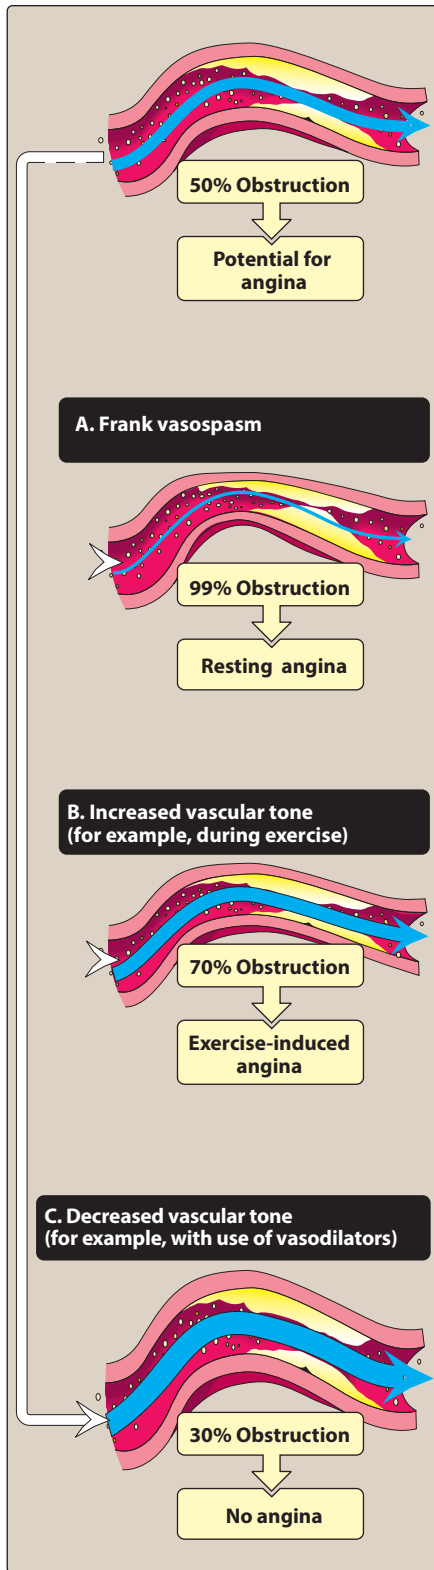 50% Obstruction
Potential for
angina
A. Frank vasospasm
99% Obstruction
Resting angina
B. Increased vascular tone
(for example, during exercise)
70% Obstruction
Exercise-induced
angina
C. Decreased vascular tone
(for example, with use of vasodilators)
30% Obstruction
No angina